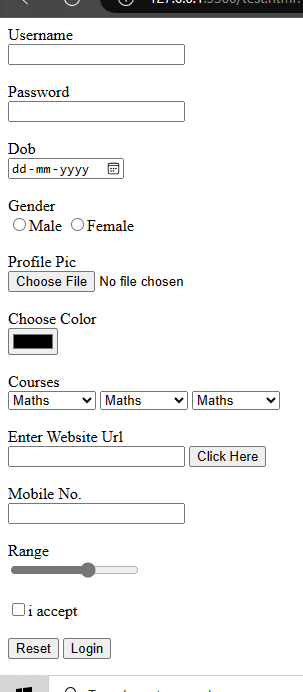 Username
Password
Dob
dd-mm-yyyy
Gender
Male Female
Profile Pic
Choose File No file chosen
Choose Color
Courses
Maths Maths Maths
Enter Website Url
Click Here
Mobile No.
Range
i accept
Reset Login